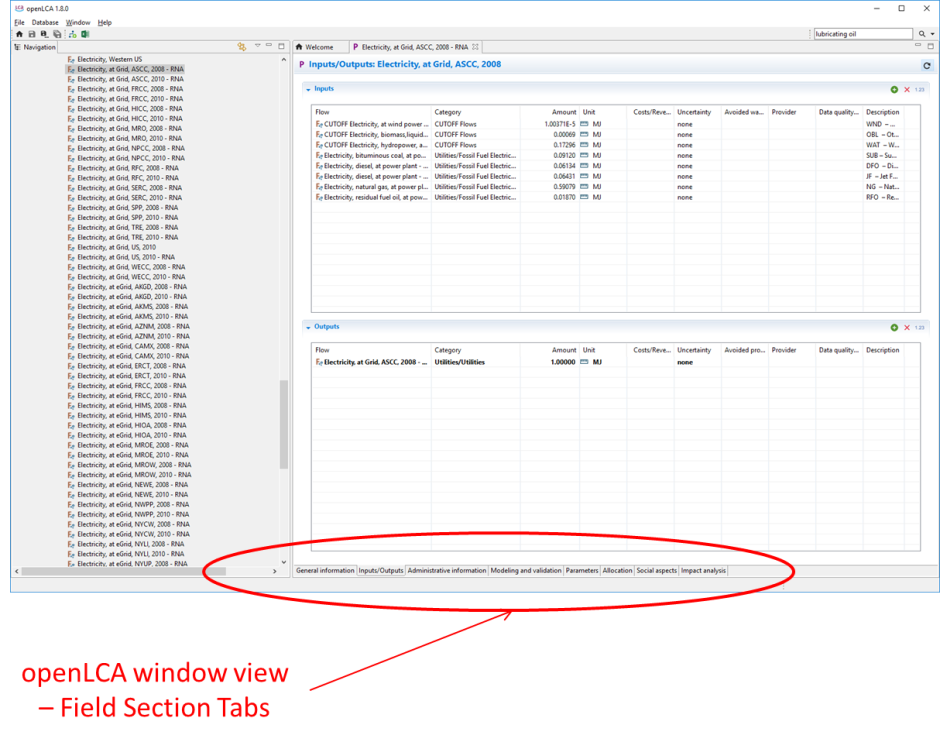 openLCA 1.8.0
File Database Window Help
lubricating oil
Navigation
Welcome
P Electricity, at Grid, ASCC, 2008 - RNA
Electricity, Western US
Electricity, at Grid, ASCC, 2008 - RNA
Electricity, at Grid, ASCC, 2010 - RNA
Electricity, at Grid, FRCC, 2008 - RNA
Electricity, at Grid, FRCC, 2010 - RNA
Electricity, at Grid, HICC, 2008 - RNA
Electricity, at Grid, HICC, 2010 - RNA
Electricity, at Grid, MRO, 2008 - RNA
Electricity, at Grid, MRO, 2010 - RNA
Electricity, at Grid, NPCC, 2008 - RNA
Electricity, at Grid, NPCC, 2010 - RNA
Electricity, at Grid, RFC, 2008 - RNA
Electricity, at Grid, RFC, 2010 - RNA
Electricity, at Grid, SERC, 2008 - RNA
Electricity, at Grid, SERC, 2010 - RNA
Electricity, at Grid, SPP, 2008 - RNA
Electricity, at Grid, SPP, 2010 - RNA
Electricity, at Grid, TRE, 2008 - RNA
Electricity, at Grid, TRE, 2010 - RNA
Electricity, at Grid, US, 2010
Electricity, at Grid, US, 2010 - RNA
Electricity, at Grid, WECC, 2008 - RNA
Electricity, at Grid, WECC, 2010 - RNA
Electricity, at eGrid, AKGD, 2008 - RNA
Electricity, at eGrid, AKGD, 2010 - RNA
Electricity, at eGrid, AKMS, 2008 - RNA
Electricity, at eGrid, AKMS, 2010 - RNA
Electricity, at eGrid, AZNM, 2008 - RNA
Electricity, at eGrid, AZNM, 2010 - RNA
Electricity, at eGrid, CAMX, 2008 - RNA
Electricity, at eGrid, CAMX, 2010 - RNA
Electricity, at eGrid, ERCT, 2008 - RNA
Electricity, at eGrid, ERCT, 2010 - RNA
Electricity, at eGrid, FRCC, 2008 - RNA
Electricity, at eGrid, FRCC, 2010 - RNA
Electricity, at eGrid, HIMS, 2008 - RNA
Electricity, at eGrid, HIMS, 2010 - RNA
Electricity, at eGrid, HIOA, 2008 - RNA
Electricity, at eGrid, HIOA, 2010 - RNA
Electricity, at eGrid, MROE, 2008 - RNA
Electricity, at eGrid, MROE, 2010 - RNA
Electricity, at eGrid, MROW, 2008 - RNA
Electricity, at eGrid, MROW, 2010 - RNA
Electricity, at eGrid, NEWE, 2008 - RNA
Electricity, at eGrid, NEWE, 2010 - RNA
Electricity, at eGrid, NWPP, 2008 - RNA
Electricity, at eGrid, NWPP, 2010 - RNA
Electricity, at eGrid, NYCW, 2008 - RNA
Electricity, at eGrid, NYCW, 2010 - RNA
Electricity, at eGrid, NYLI, 2008 - RNA
Electricity, at eGrid, NYLI, 2010 - RNA
Electricity, at eGrid, NYUP, 2008 - RNA
P Inputs/Outputs: Electricity, at Grid, ASCC, 2008
Inputs
1.23
Flow Category Amount Unit Costs/Reve... Uncertainty Avoided wa... Provider Data quality... Description
CUTOFF Electricity, at wind power ... CUTOFF Flows 1.00371E-5 MJ none WND – ...
CUTOFF Electricity, biomass,liquid... CUTOFF Flows 0.00069 MJ none OBL – Ot...
CUTOFF Electricity, hydropower, a... CUTOFF Flows 0.17296 MJ none WAT – W...
Electricity, bituminous coal, at po... Utilities/Fossil Fuel Electric... 0.09120 MJ none SUB – Su...
Electricity, diesel, at power plant - ... Utilities/Fossil Fuel Electric... 0.06134 MJ none DFO – Di...
Electricity, diesel, at power plant - ... Utilities/Fossil Fuel Electric... 0.06431 MJ none JF – Jet F...
Electricity, natural gas, at power pl... Utilities/Fossil Fuel Electric... 0.59079 MJ none NG – Nat...
Electricity, residual fuel oil, at pow... Utilities/Fossil Fuel Electric... 0.01870 MJ none RFO – Re...
Outputs
1.23
Flow Category Amount Unit Costs/Reve... Uncertainty Avoided pro... Provider Data quality... Description
Electricity, at Grid, ASCC, 2008 - ... Utilities/Utilities 1.00000 MJ none
General information Inputs/Outputs Administrative information Modeling and validation Parameters Allocation Social aspects Impact analysis
openLCA window view
– Field Section Tabs